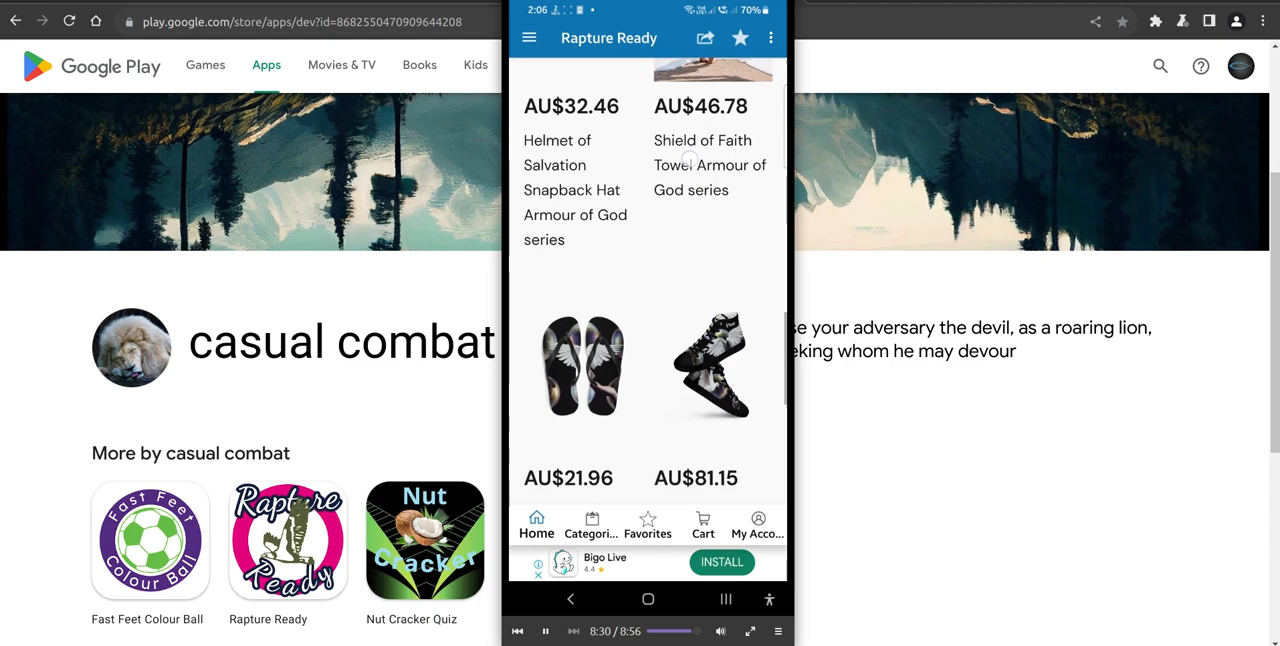 play.google.com/store/apps/dev?id=8682550470909644208
Google Play
Games
Apps
Movies & TV
Books
Kids
casual combat
se your adversary the devil, as a roaring lion,
eking whom he may devour
More by casual combat
Fast Feet
Colour Ball
Rapture
Ready
Nut
Cracker
Fast Feet Colour Ball
Rapture Ready
Nut Cracker Quiz
2:06
70%
Rapture Ready
AU$32.46
Helmet of
Salvation
Snapback Hat
Armour of God
series
AU$46.78
Shield of Faith
Towel Armour of
God series
AU$21.96
AU$81.15
Home
Categori...
Favorites
Cart
My Acco...
Bigo Live
4.4
INSTALL
8:30 / 8:56